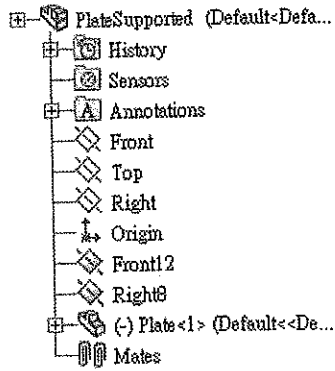 PlateSupported (Default<Defa...
History
Sensors
A Annotations
Front
Top
Right
Origin
Front12
Right8
(-) Plate<1> (Default<<De...
Mates